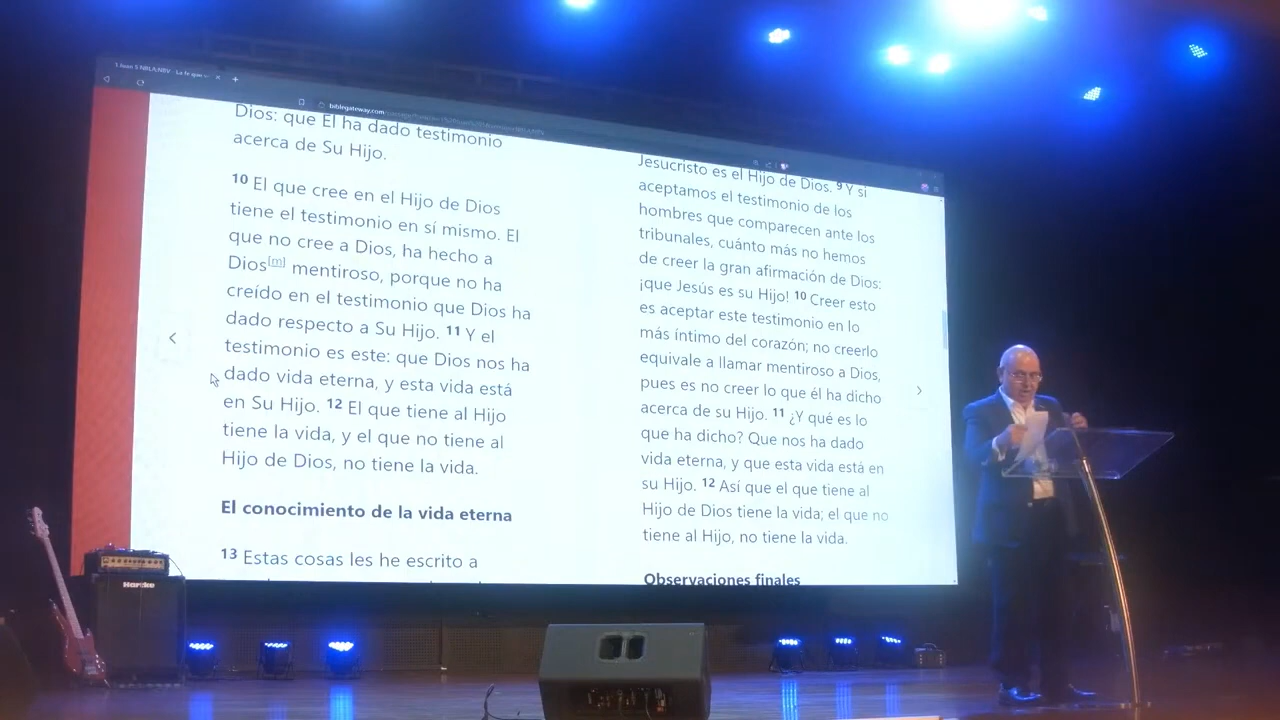 biblegateway.com
Dios: que Él ha dado testimonio
acerca de Su Hijo.
10 El que cree en el Hijo de Dios
tiene el testimonio en sí mismo. El
que no cree a Dios, ha hecho a
Dios[m] mentiroso, porque no ha
creído en el testimonio que Dios ha
dado respecto a Su Hijo. 11 Y el
testimonio es este: que Dios nos ha
dado vida eterna, y esta vida está
en Su Hijo. 12 El que tiene al Hijo
tiene la vida, y el que no tiene al
Hijo de Dios, no tiene la vida.
El conocimiento de la vida eterna
13 Estas cosas les he escrito a
Jesucristo es el Hijo de Dios. 9 Y si
aceptamos el testimonio de los
hombres que comparecen ante los
tribunales, cuánto más no hemos
de creer la gran afirmación de Dios:
¡que Jesús es su Hijo! 10 Creer esto
es aceptar este testimonio en lo
más íntimo del corazón; no creerlo
equivale a llamar mentiroso a Dios,
pues es no creer lo que él ha dicho
acerca de su Hijo. 11 ¿Y qué es lo
que ha dicho? Que nos ha dado
vida eterna, y que esta vida está en
su Hijo. 12 Así que el que tiene al
Hijo de Dios tiene la vida; el que no
tiene al Hijo, no tiene la vida.
Observaciones finales
Hartke